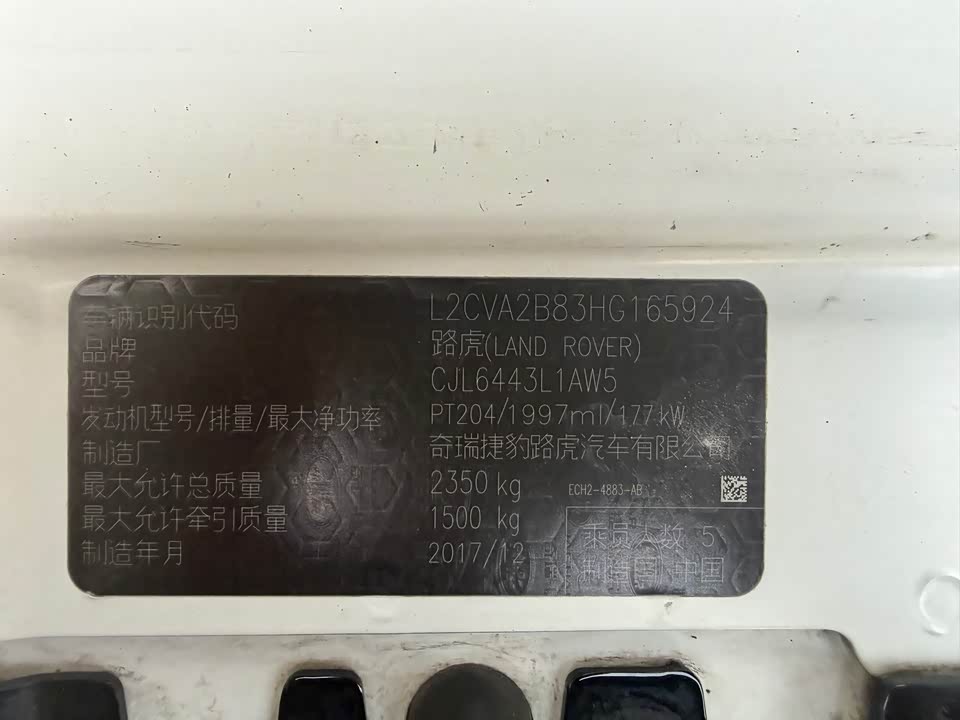 车辆识别代码 L2CVA2B83HG165924
品牌 路虎(LAND ROVER)
型号 CJL6443L1AW5
发动机型号/排量/最大净功率 PT204/1997ml/177kW
制造厂 奇瑞捷豹路虎汽车有限公司
最大允许总质量 2350 kg
ECH2-4883-AB
最大允许牵引质量 1500 kg
乘员人数 5
制造年月 2017/12
制造国 中国